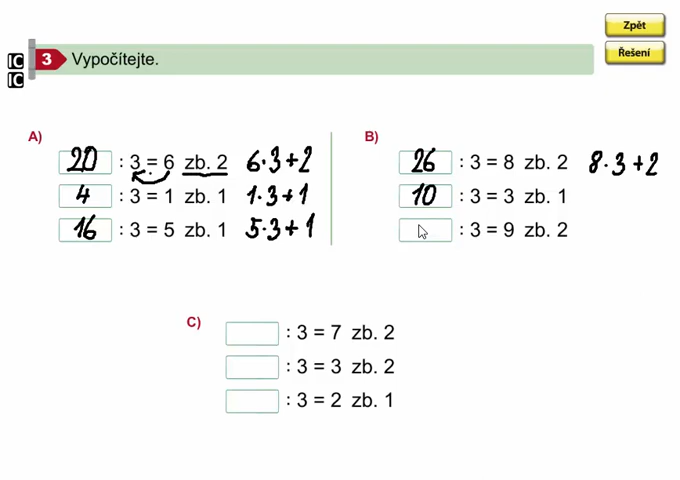 Zpět
Řešení
IC
IC
3 Vypočítejte.
A)
20 : 3 = 6 zb. 2 6·3+2
4 : 3 = 1 zb. 1 1·3+1
16 : 3 = 5 zb. 1 5·3+1
B)
26 : 3 = 8 zb. 2 8·3+2
10 : 3 = 3 zb. 1
: 3 = 9 zb. 2
C)
: 3 = 7 zb. 2
: 3 = 3 zb. 2
: 3 = 2 zb. 1